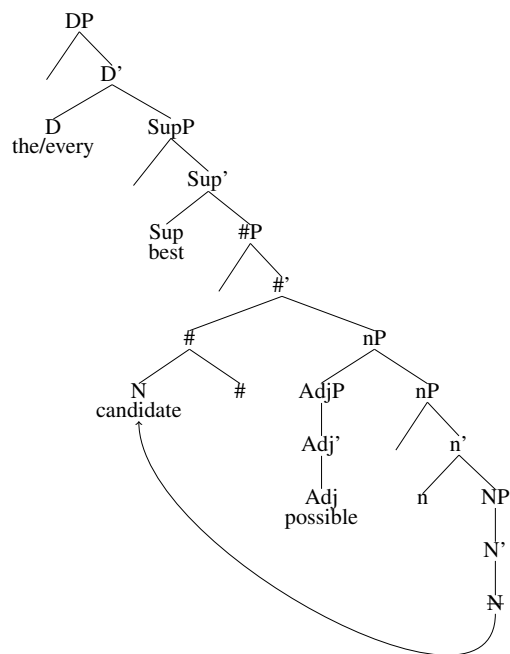 DP
D’
D SupP
the/every
Sup’
Sup #P
best
#’
# nP
N # AdjP nP
candidate
Adj’ n’
Adj n NP
possible
N’
N